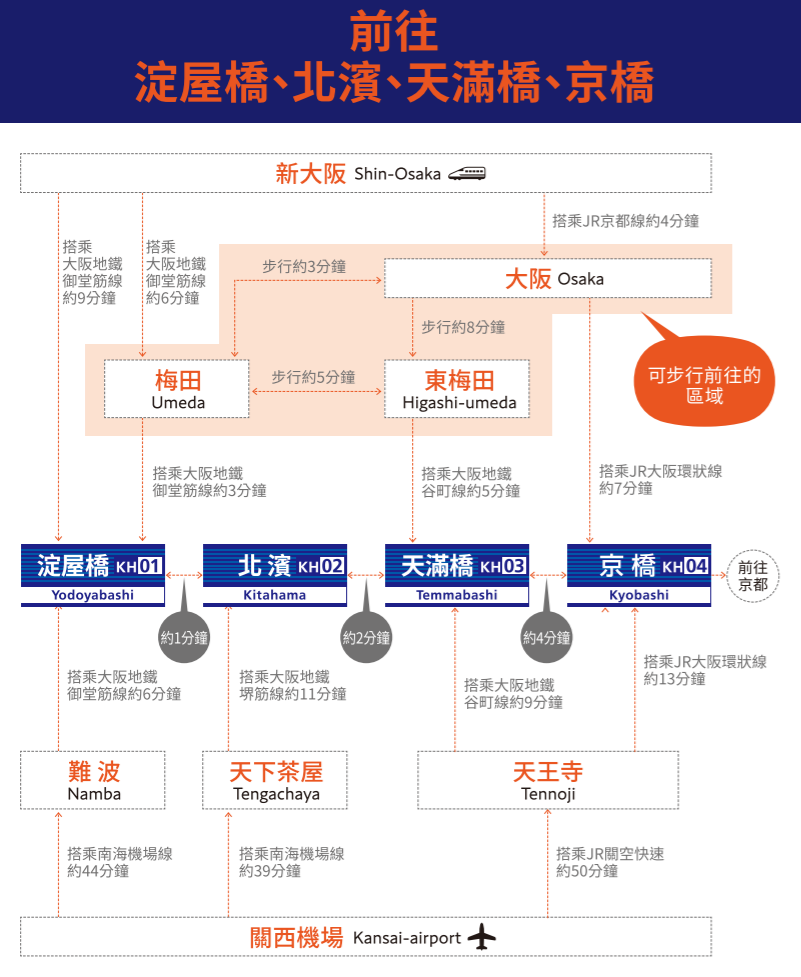 前往
淀屋橋、北濱、天滿橋、京橋
新大阪 Shin-Osaka
搭乘JR京都線約4分鐘
搭乘
大阪地鐵
御堂筋線
約9分鐘
搭乘
大阪地鐵
御堂筋線
約6分鐘
步行約3分鐘
大阪 Osaka
步行約8分鐘
可步行前往的
區域
梅田
Umeda
步行約5分鐘
東梅田
Higashi-umeda
搭乘大阪地鐵
御堂筋線約3分鐘
搭乘大阪地鐵
谷町線約5分鐘
搭乘JR大阪環狀線
約7分鐘
淀屋橋 KH01
Yodoyabashi
北濱 KH02
Kitahama
天滿橋 KH03
Temmabashi
京橋 KH04
Kyobashi
前往
京都
約1分鐘
約2分鐘
約4分鐘
搭乘大阪地鐵
御堂筋線約6分鐘
搭乘大阪地鐵
堺筋線約11分鐘
搭乘大阪地鐵
谷町線約9分鐘
搭乘JR大阪環狀線
約13分鐘
難波
Namba
天下茶屋
Tengachaya
天王寺
Tennoji
搭乘南海機場線
約44分鐘
搭乘南海機場線
約39分鐘
搭乘JR關空快速
約50分鐘
關西機場 Kansai-airport